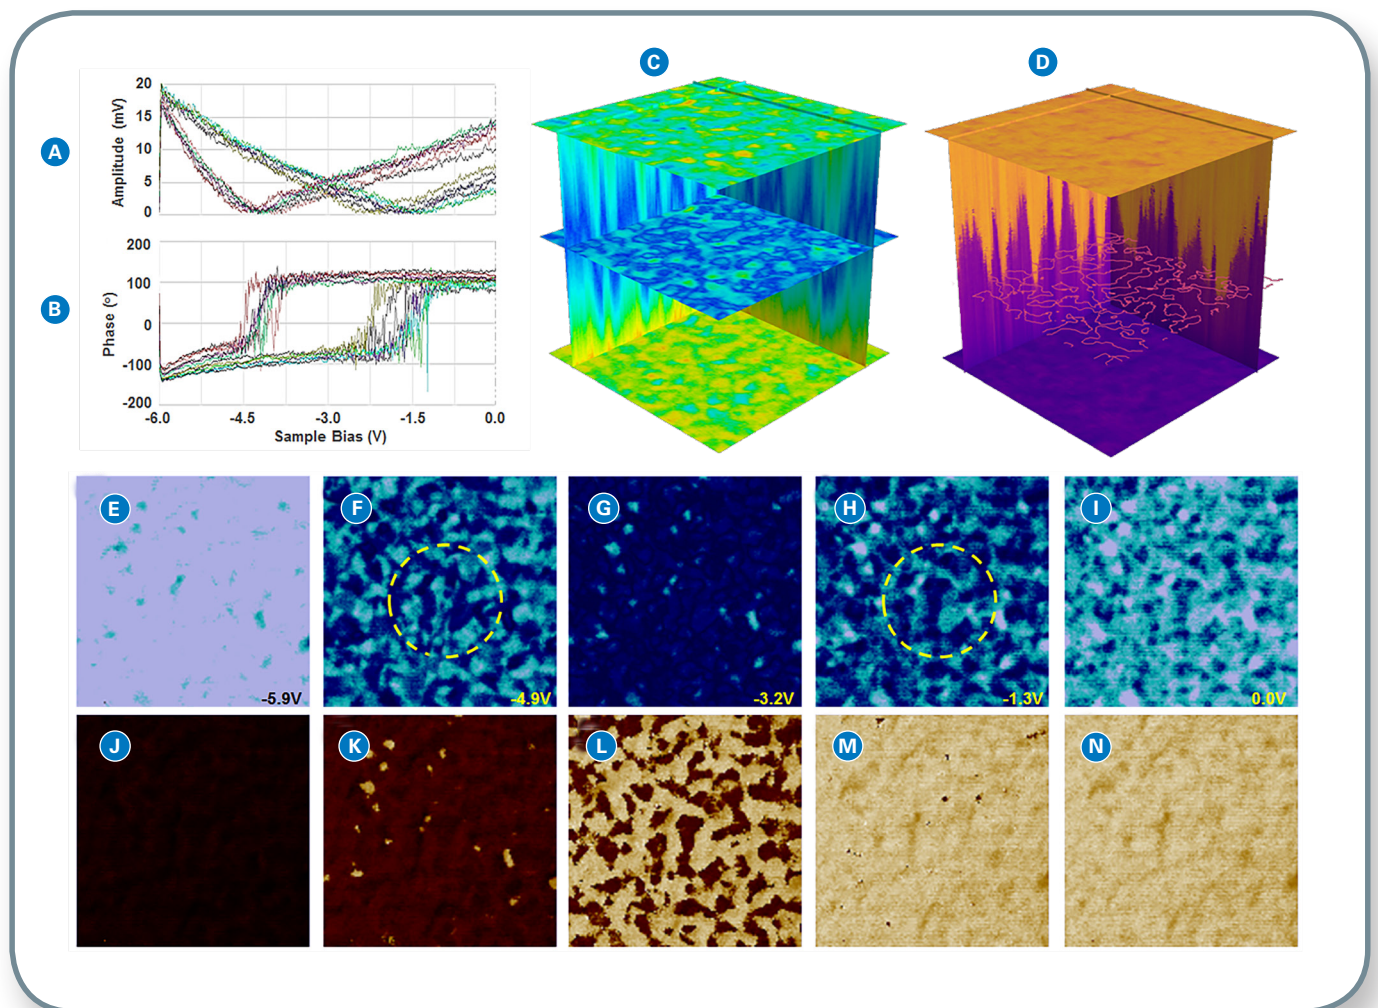 A
B
C
D
Amplitude (mV)
20
15
10
5
0
Phase (°)
200
100
0
-100
-200
-6.0 -4.5 -3.0 -1.5 0.0
Sample Bias (V)
E F G H I
-5.9V -4.9V -3.2V -1.3V 0.0V
J K L M N